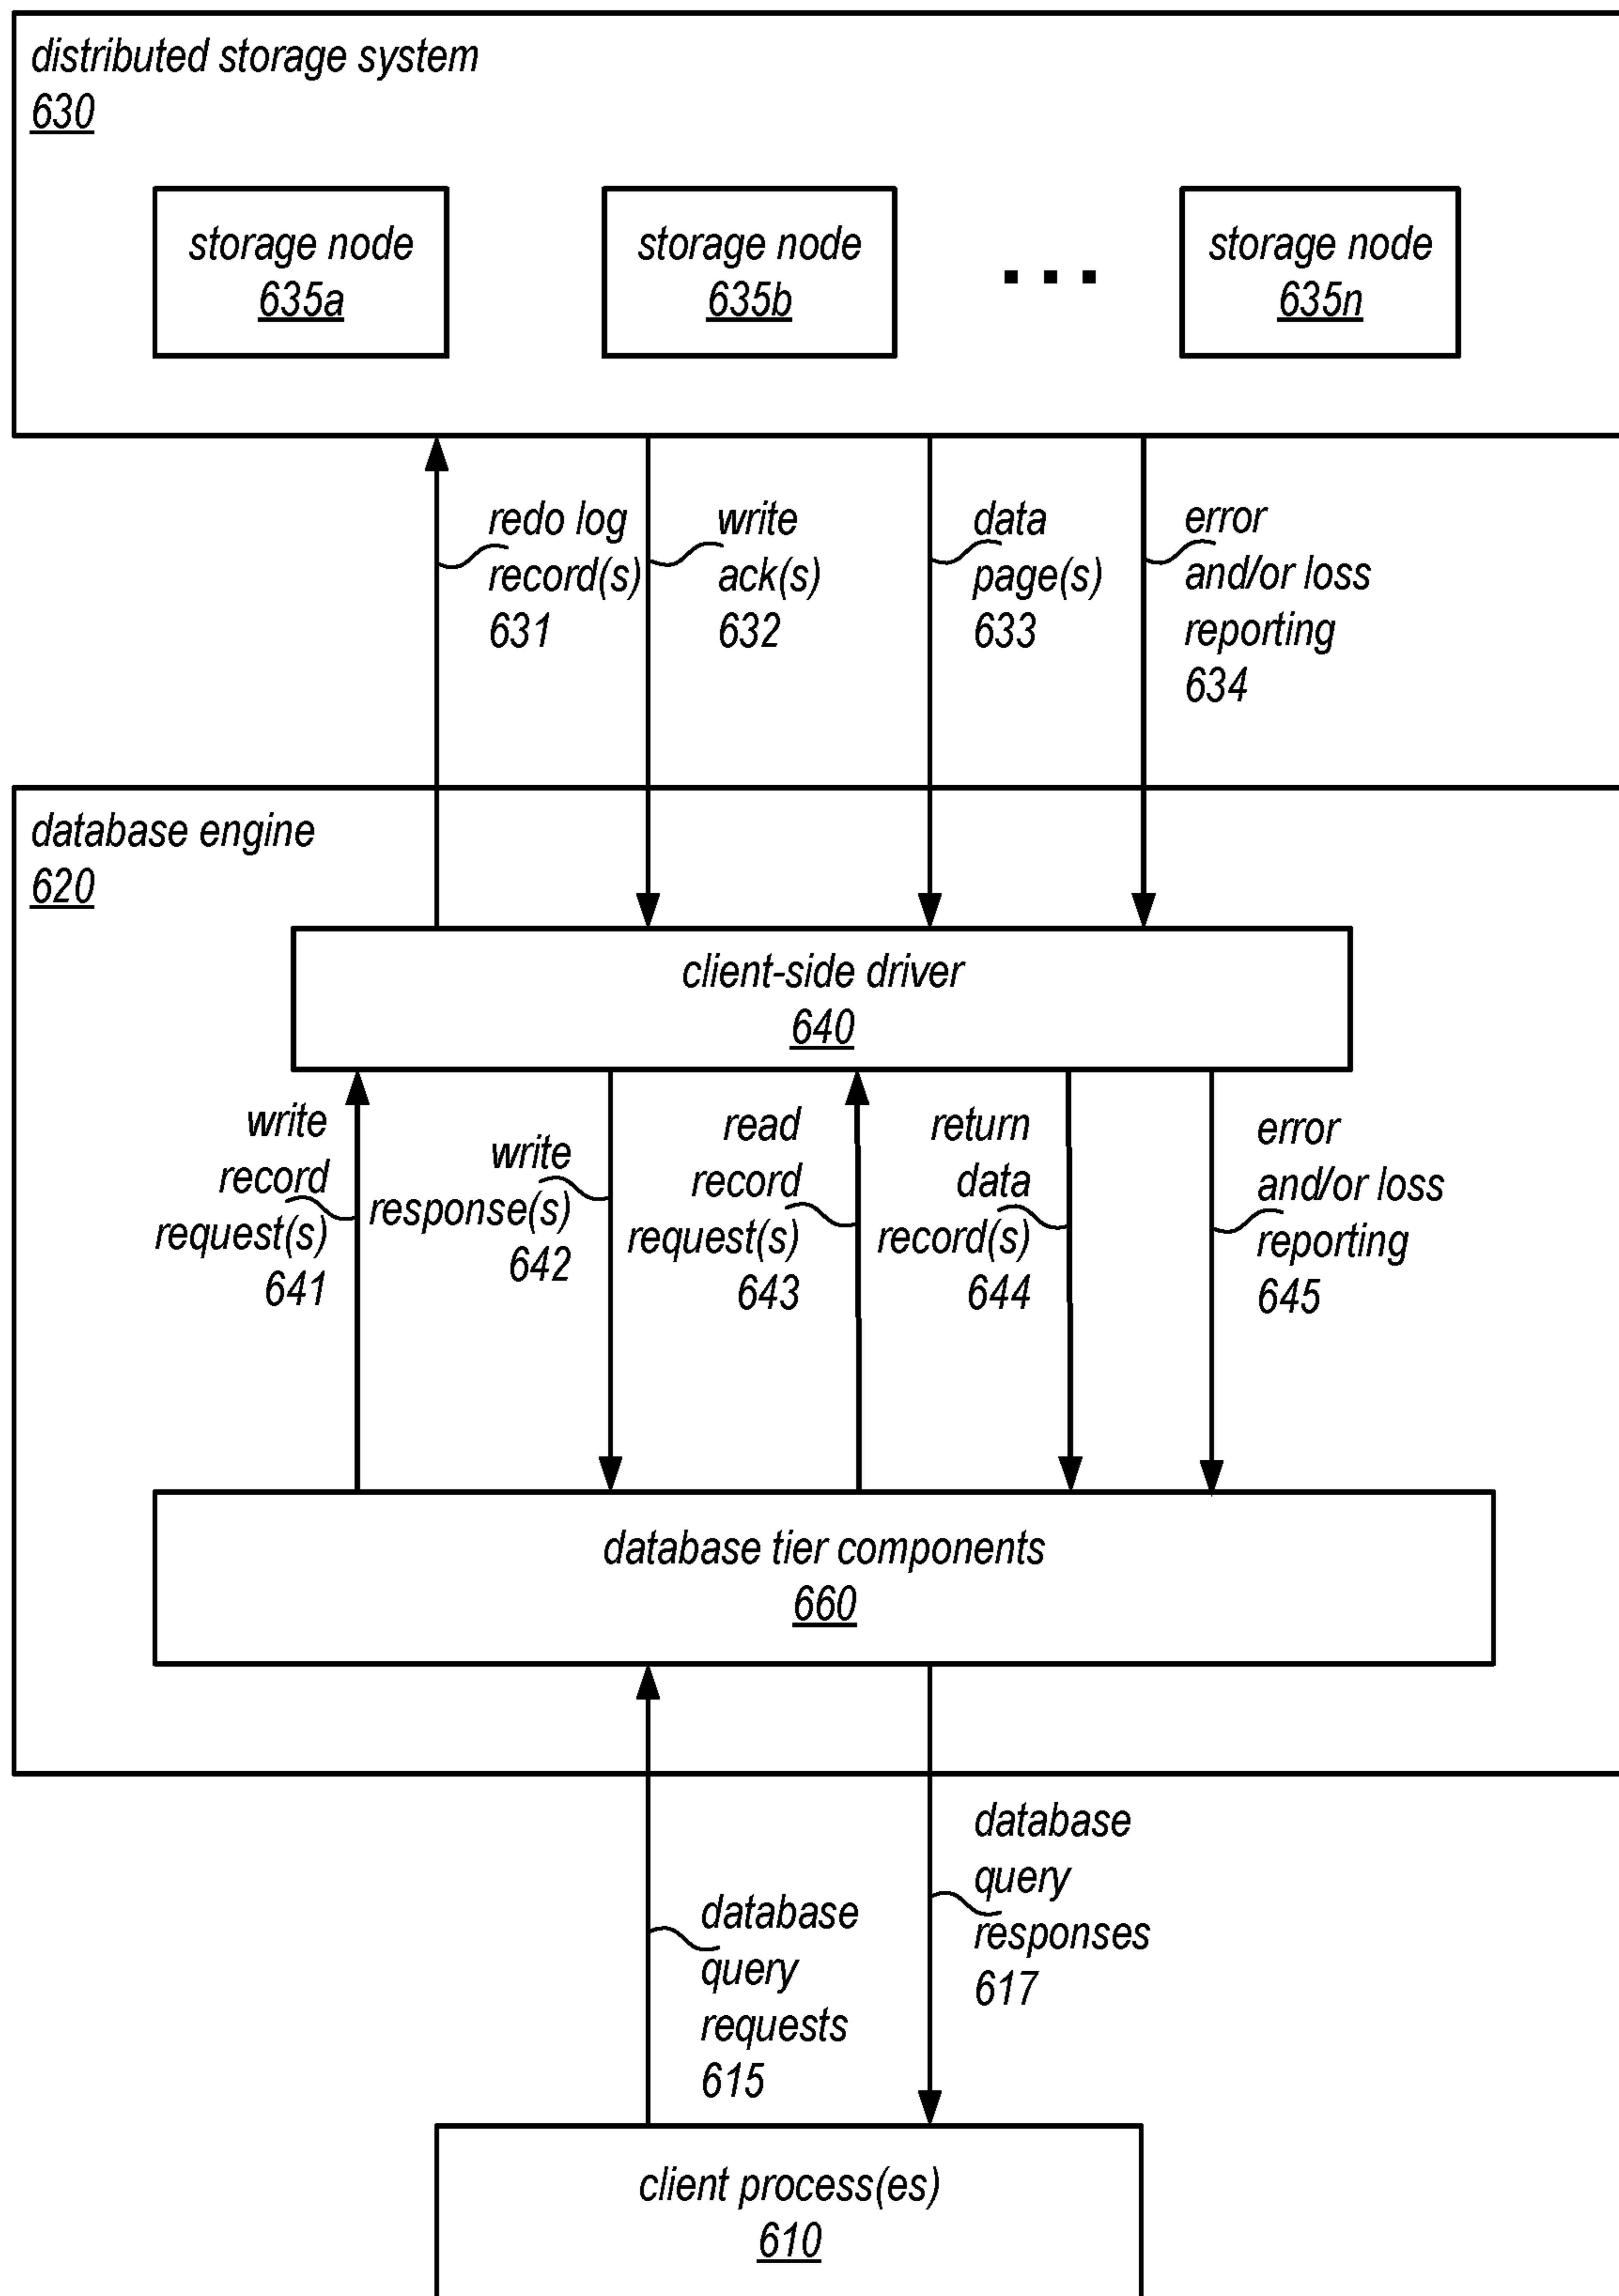 distributed storage system
630
storage node
635a
storage node
635b
storage node
635n
redo log
record(s)
631
write
ack(s)
632
data
page(s)
633
error
and/or loss
reporting
634
database engine
620
client-side driver
640
write
record
request(s)
641
write
response(s)
642
read
record
request(s)
643
return
data
record(s)
644
error
and/or loss
reporting
645
database tier components
660
database
query
requests
615
database
query
responses
617
client process(es)
610